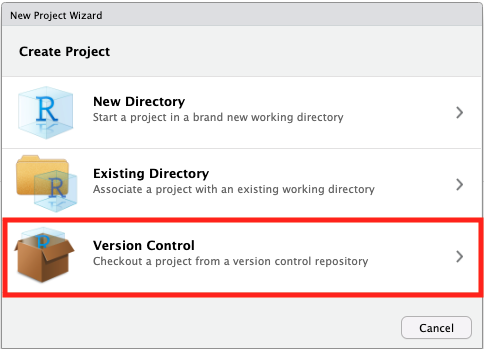 New Project Wizard
Create Project
R
New Directory
Start a project in a brand new working directory
R
Existing Directory
Associate a project with an existing working directory
Version Control
Checkout a project from a version control repository
Cancel